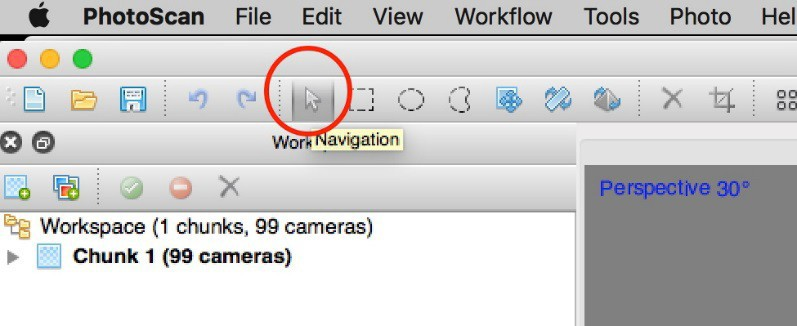 PhotoScan File Edit View Workflow Tools Photo Hel
Navigation
Work
Perspective 30°
Workspace (1 chunks, 99 cameras)
Chunk 1 (99 cameras)